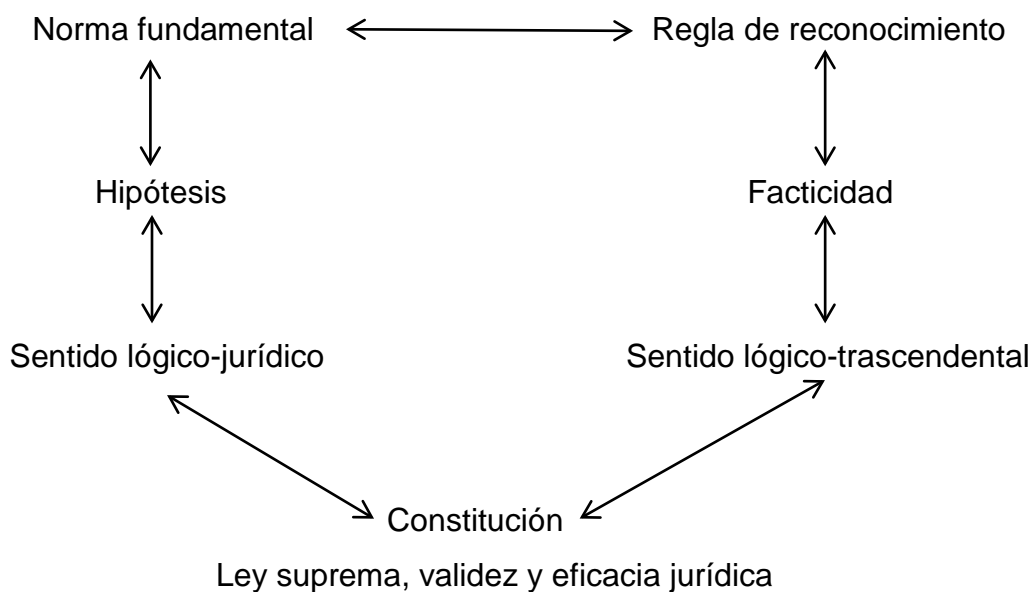 Norma fundamental
Regla de reconocimiento
Hipótesis
Facticidad
Sentido lógico-jurídico
Sentido lógico-trascendental
Constitución
Ley suprema, validez y eficacia jurídica